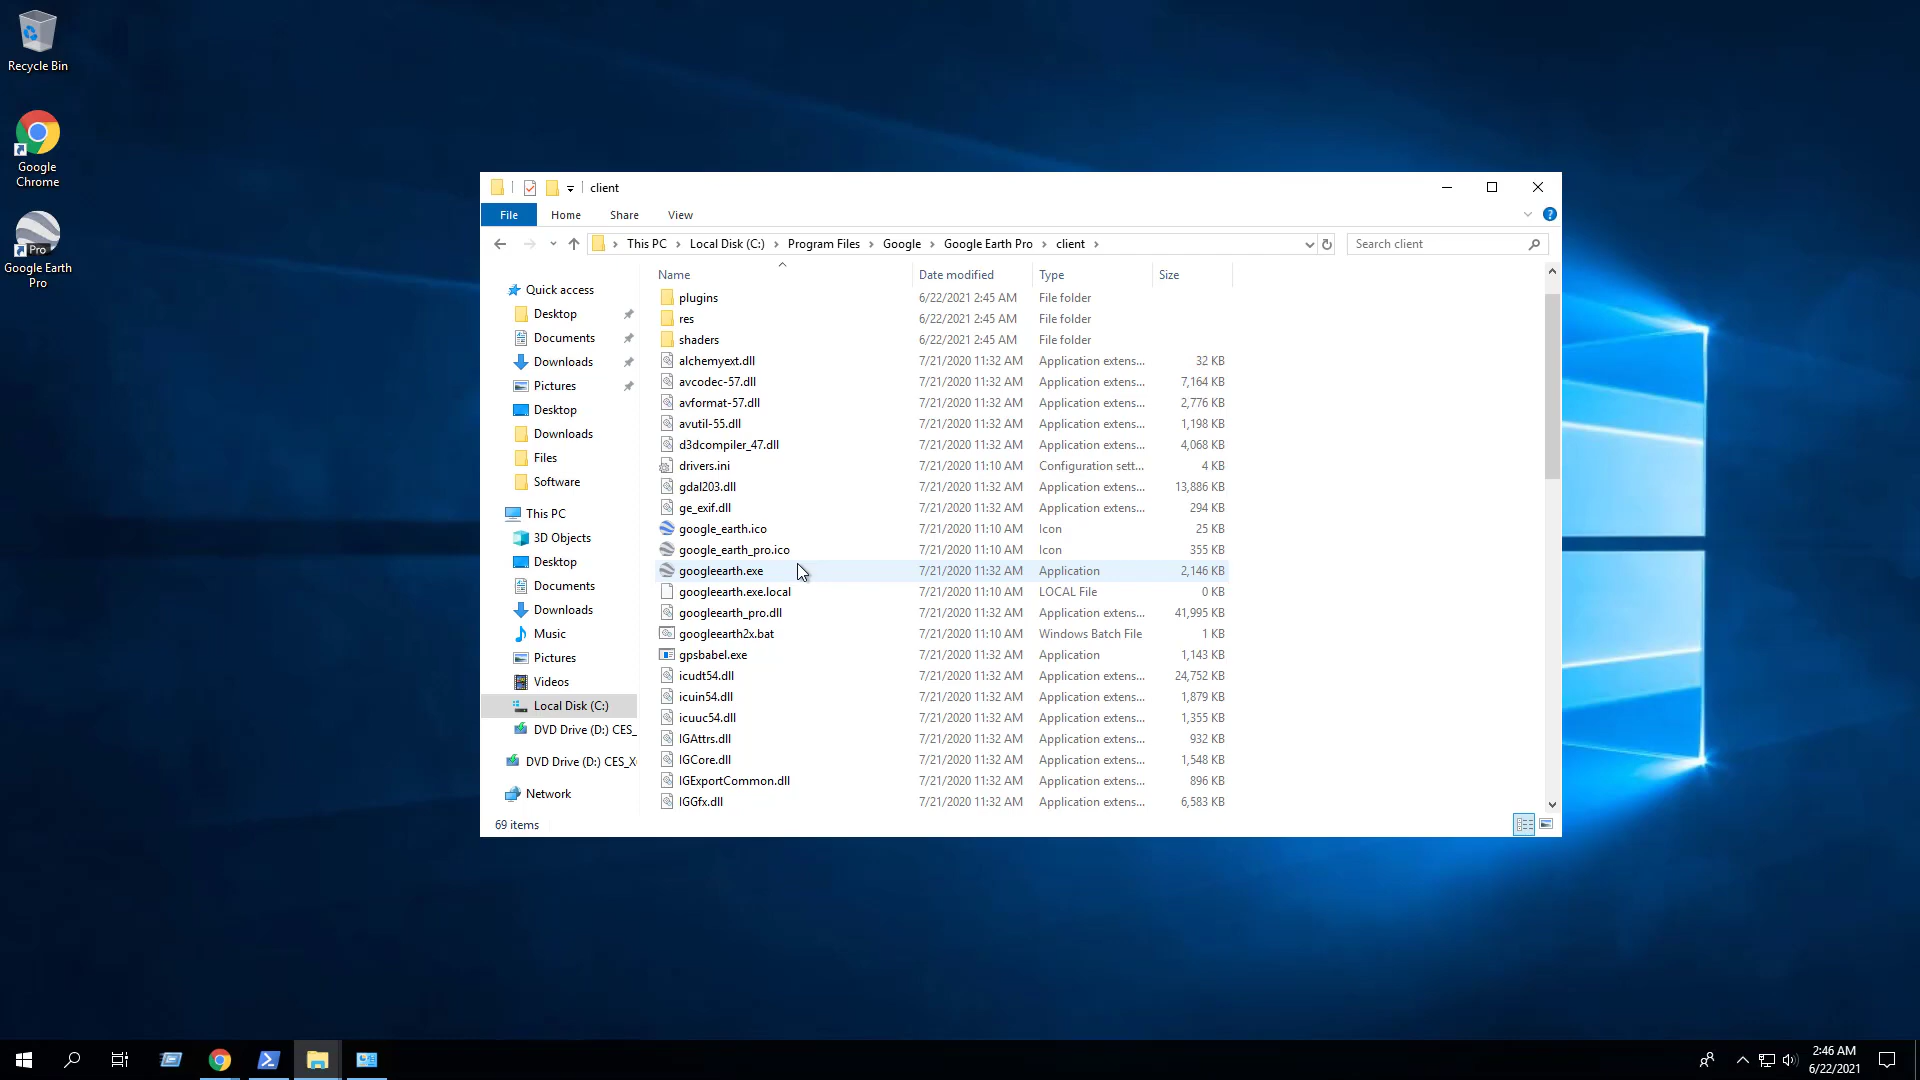 Recycle Bin
Google
Chrome
Pro
Google Earth
Pro
client
File Home Share View
This PC Local Disk (C:) Program Files Google Google Earth Pro client
Search client
Name Date modified Type Size
Quick access
Desktop
Documents
Downloads
Pictures
Desktop
Downloads
Files
Software
This PC
3D Objects
Desktop
Documents
Downloads
Music
Pictures
Videos
Local Disk (C:)
DVD Drive (D:) CES_
DVD Drive (D:) CES_X
Network
plugins 6/22/2021 2:45 AM File folder
res 6/22/2021 2:45 AM File folder
shaders 6/22/2021 2:45 AM File folder
alchemyext.dll 7/21/2020 11:32 AM Application extens... 32 KB
avcodec-57.dll 7/21/2020 11:32 AM Application extens... 7,164 KB
avformat-57.dll 7/21/2020 11:32 AM Application extens... 2,776 KB
avutil-55.dll 7/21/2020 11:32 AM Application extens... 1,198 KB
d3dcompiler_47.dll 7/21/2020 11:32 AM Application extens... 4,068 KB
drivers.ini 7/21/2020 11:10 AM Configuration sett... 4 KB
gdal203.dll 7/21/2020 11:32 AM Application extens... 13,886 KB
ge_exif.dll 7/21/2020 11:32 AM Application extens... 294 KB
google_earth.ico 7/21/2020 11:10 AM Icon 25 KB
google_earth_pro.ico 7/21/2020 11:10 AM Icon 355 KB
googleearth.exe 7/21/2020 11:32 AM Application 2,146 KB
googleearth.exe.local 7/21/2020 11:10 AM LOCAL File 0 KB
googleearth_pro.dll 7/21/2020 11:32 AM Application extens... 41,995 KB
googleearth2x.bat 7/21/2020 11:10 AM Windows Batch File 1 KB
gpsbabel.exe 7/21/2020 11:32 AM Application 1,143 KB
icudt54.dll 7/21/2020 11:32 AM Application extens... 24,752 KB
icuin54.dll 7/21/2020 11:32 AM Application extens... 1,879 KB
icuuc54.dll 7/21/2020 11:32 AM Application extens... 1,355 KB
IGAttrs.dll 7/21/2020 11:32 AM Application extens... 932 KB
IGCore.dll 7/21/2020 11:32 AM Application extens... 1,548 KB
IGExportCommon.dll 7/21/2020 11:32 AM Application extens... 896 KB
IGGfx.dll 7/21/2020 11:32 AM Application extens... 6,583 KB
69 items
2:46 AM
6/22/2021